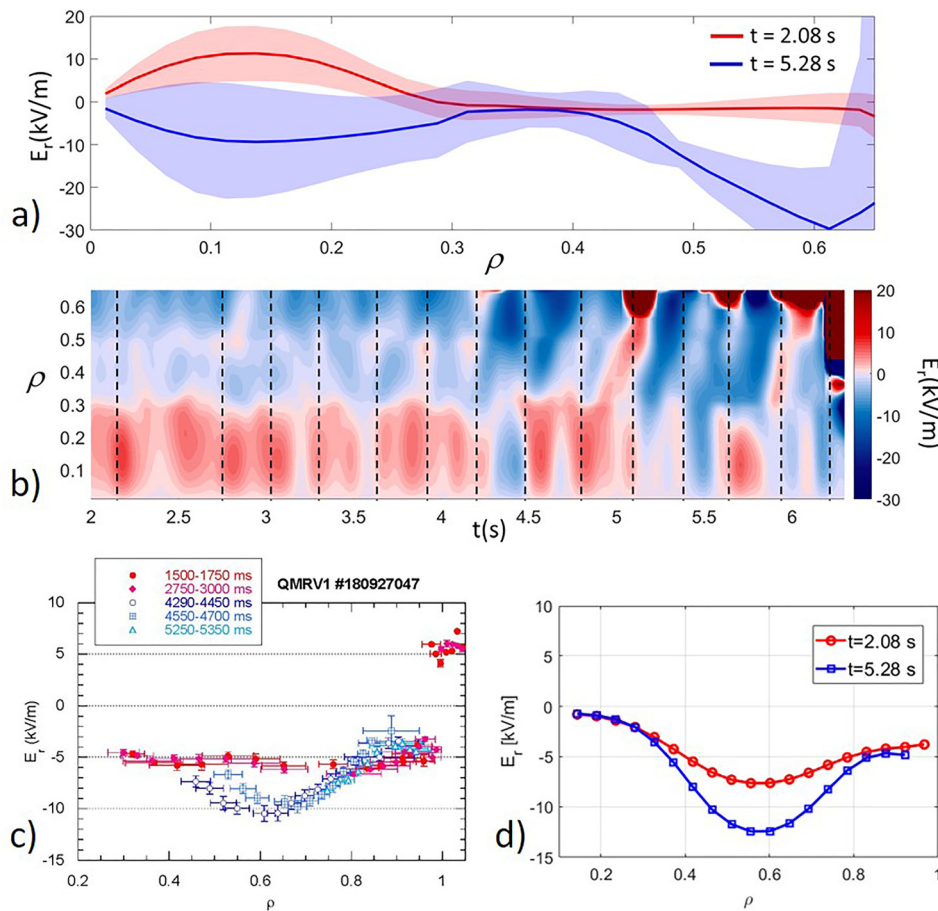 20
10
0
-10
-20
-30
E_r(kV/m)
t = 2.08 s
t = 5.28 s
a)
0 0.1 0.2 0.3 0.4 0.5 0.6
ρ
0.6
0.5
0.4
0.3
0.2
0.1
ρ
20
10
0
-10
-20
-30
E_r(kV/m)
b)
2 2.5 3 3.5 4 4.5 5 5.5 6
t(s)
1500-1750 ms
2750-3000 ms
4290-4450 ms
4550-4700 ms
5250-5350 ms
QMRV1 #180927047
10
5
0
-5
-10
-15
E_r (kV/m)
c)
0.2 0.4 0.6 0.8 1
ρ
10
5
0
-5
-10
-15
E_r [kV/m]
t=2.08 s
t=5.28 s
d)
0.2 0.4 0.6 0.8 1
ρ